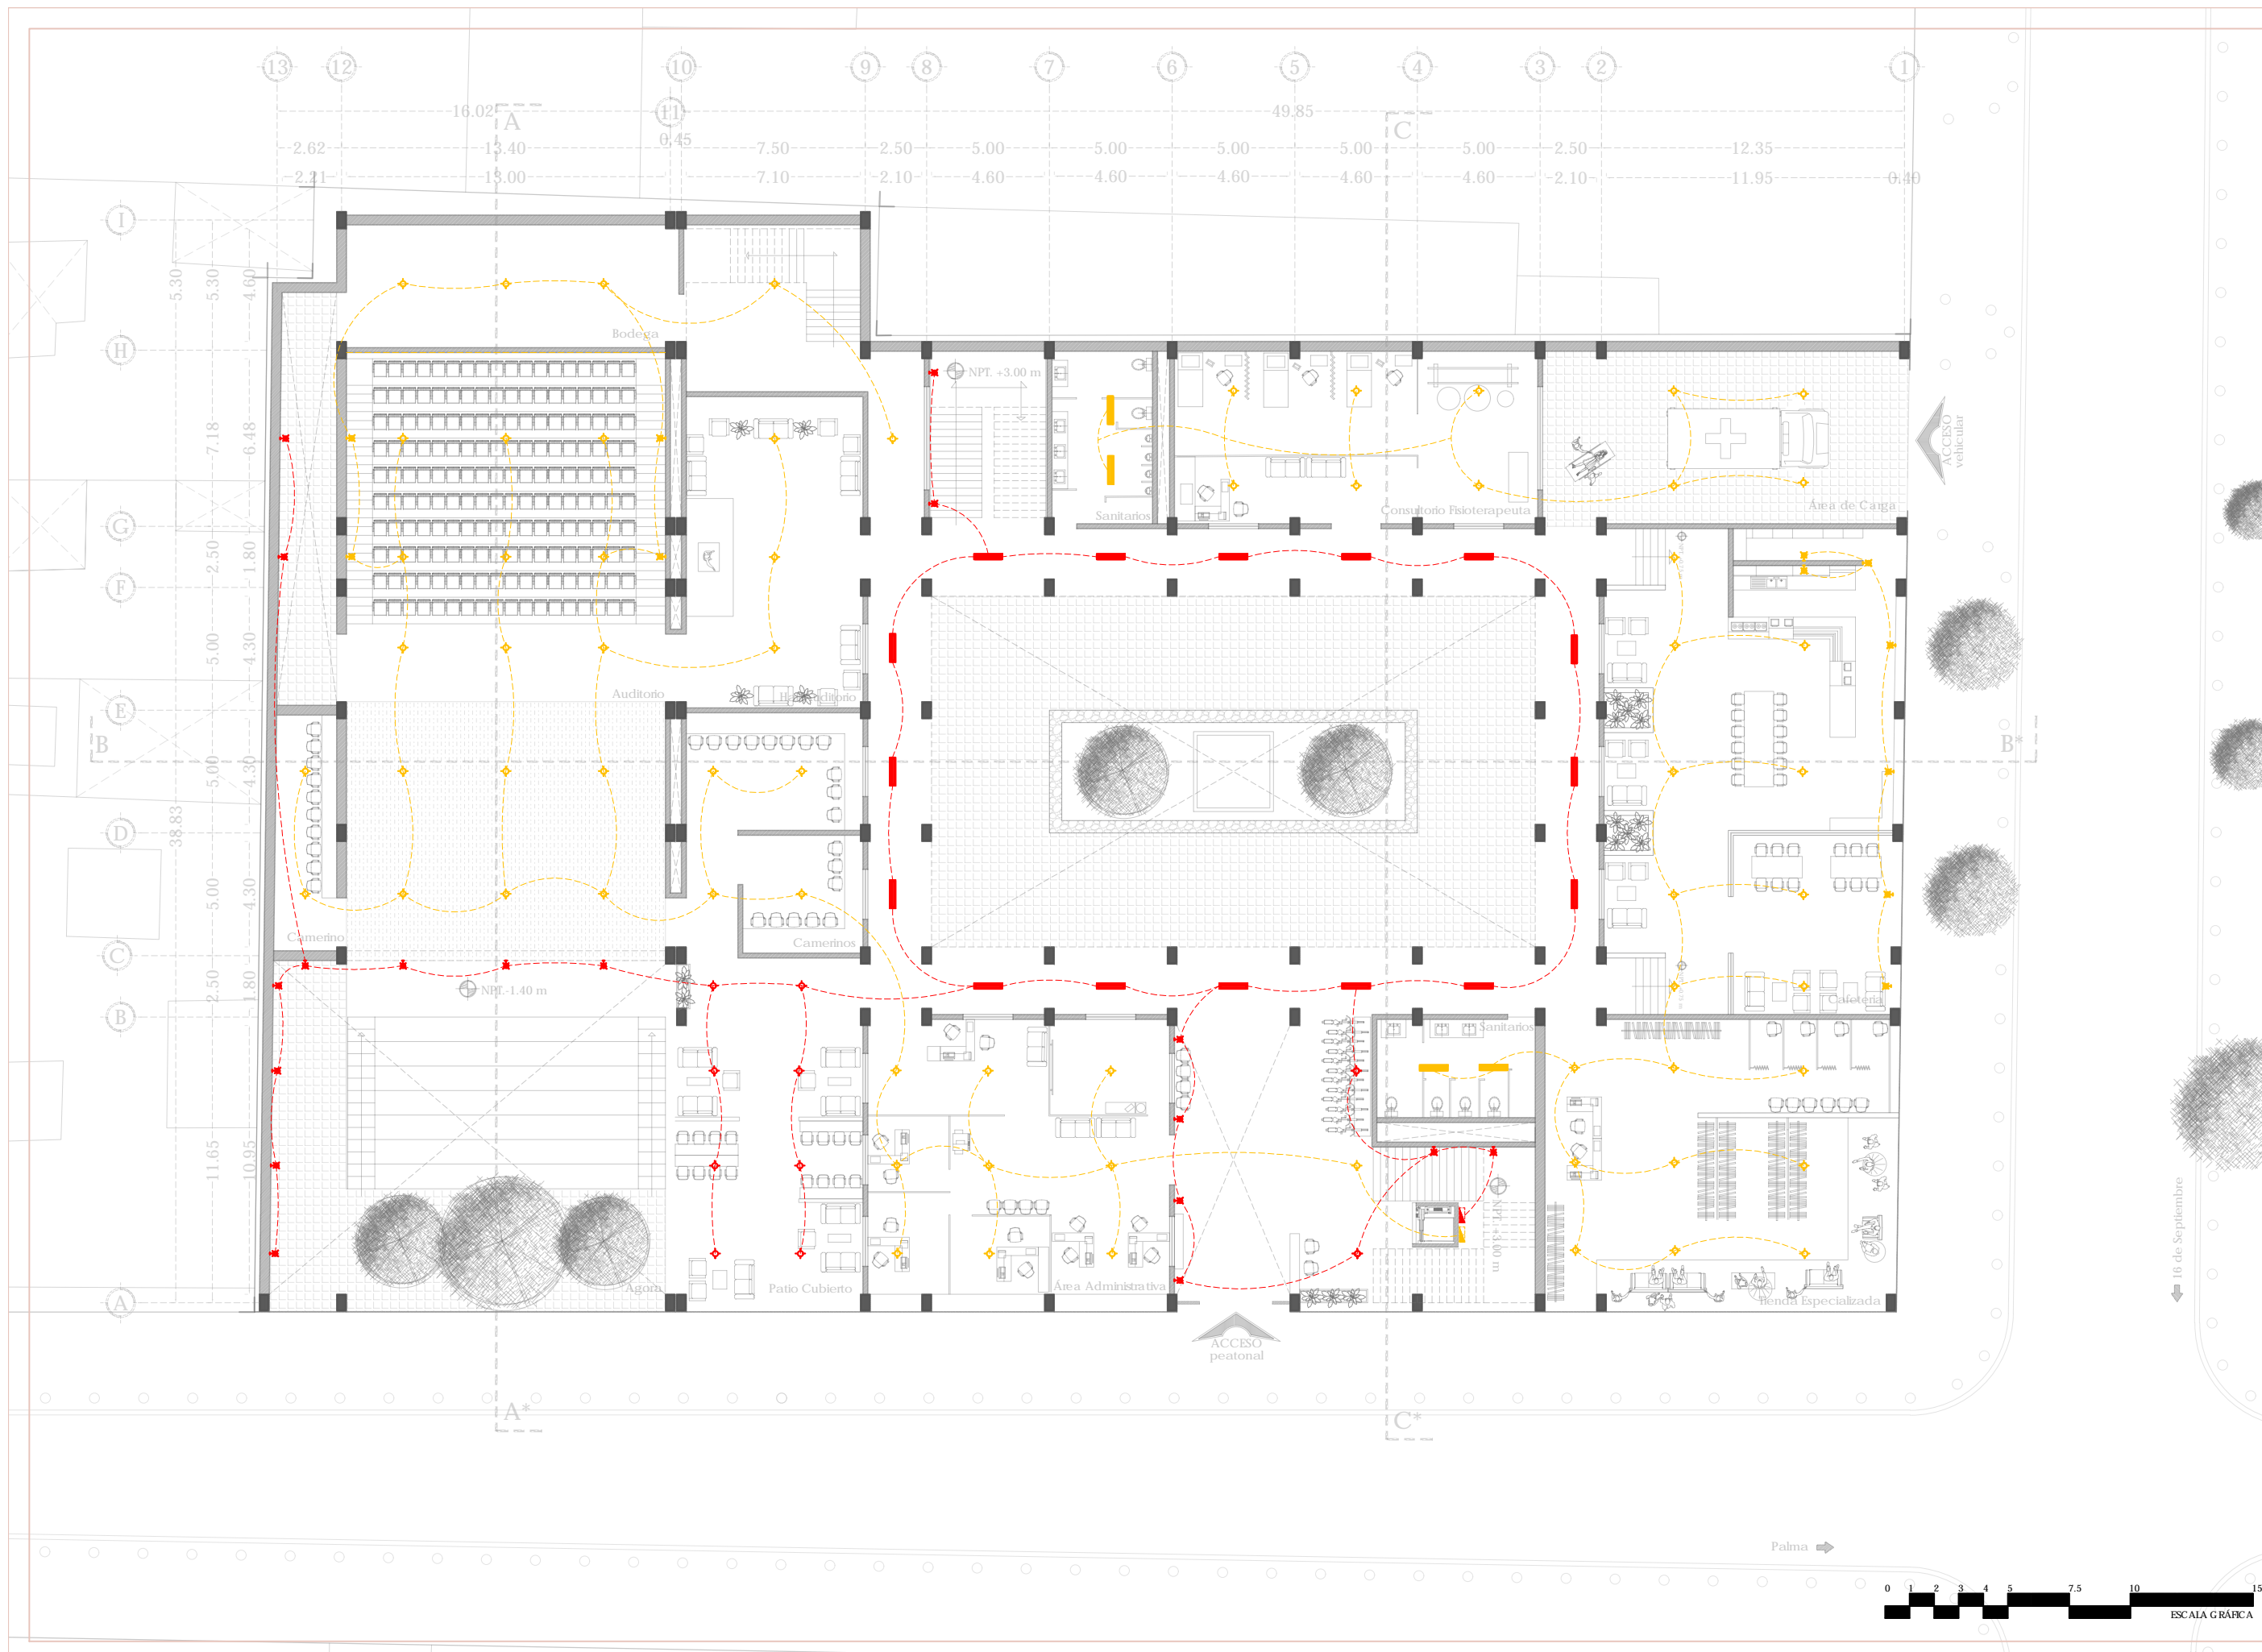 13
12
10
9
8
7
6
5
4
3
2
1
16.02
A
11
49.85
C
0.45
2.62
13.40
7.50
2.50
5.00
5.00
5.00
5.00
5.00
2.50
12.35
2.21
13.00
7.10
2.10
4.60
4.60
4.60
4.60
4.60
2.10
11.95
0.40
I
H
G
F
E
D
C
B
A
5.30
5.30
4.60
7.18
6.48
2.50
1.80
5.00
4.30
5.00
4.30
38.83
5.00
4.30
2.50
1.80
11.65
10.95
Bodega
NPT. +3.00 m
ACCESO
vehicular
Sanitarios
Consultorio Fisioterapeuta
Área de Carga
Auditorio
B
B*
Camerino
Camerinos
Cafetería
NPT.-1.40 m
Sanitarios
NPT. +3.00 m
Agora
Patio Cubierto
Área Administrativa
Tienda Especializada
16 de Septiembre
ACCESO
peatonal
A*
C*
Palma
0 1 2 3 4 5 7.5 10 15
ESCALA GRÁFICA